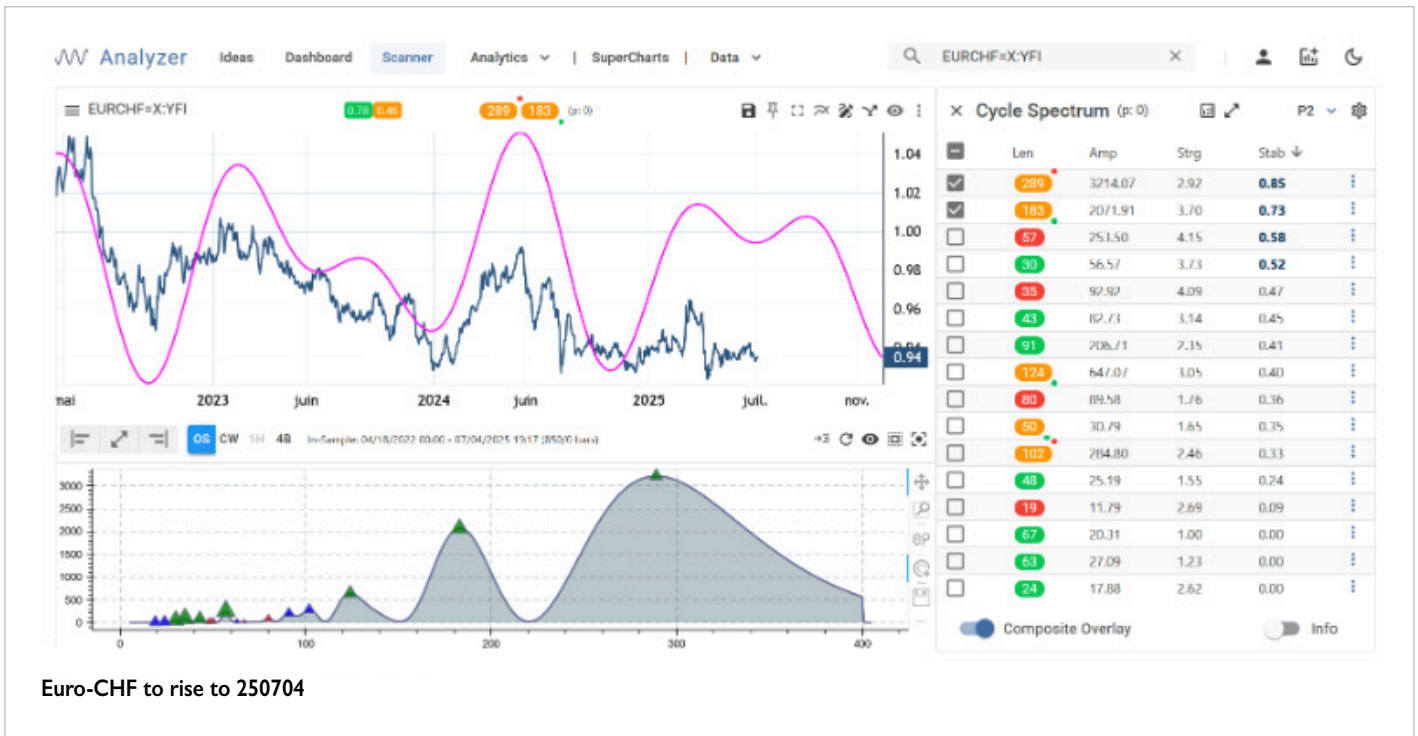 Analyzer Ideas Dashboard Scanner Analytics | SuperCharts | Data EURCHF=X:YFI
EURCHF=X:YFI 0.78 0.46 289 183 (p: 0)
1.04
1.02
1.00
0.98
0.96
0.94
0.94
mai 2023 juin 2024 juin 2025 juil. nov.
OS CW 1H 4B In-Sample: 04/18/2022 00:00 - 07/04/2025 19:17 (850/0 bars)
3000
2500
2000
1500
1000
500
0
0 100 200 300 400
Cycle Spectrum (p: 0) P2
Len Amp Strg Stab
289 3214.07 2.92 0.85
183 2071.91 3.70 0.73
57 253.50 4.15 0.58
30 56.57 3.73 0.52
35 92.92 4.09 0.47
43 82.73 3.14 0.45
91 206.71 2.35 0.41
124 647.07 3.05 0.40
80 89.58 1.76 0.36
50 30.79 1.65 0.35
102 284.80 2.46 0.33
48 25.19 1.55 0.24
19 11.79 2.69 0.09
67 20.31 1.00 0.00
63 27.09 1.23 0.00
24 17.88 2.62 0.00
Composite Overlay Info
Euro-CHF to rise to 250704